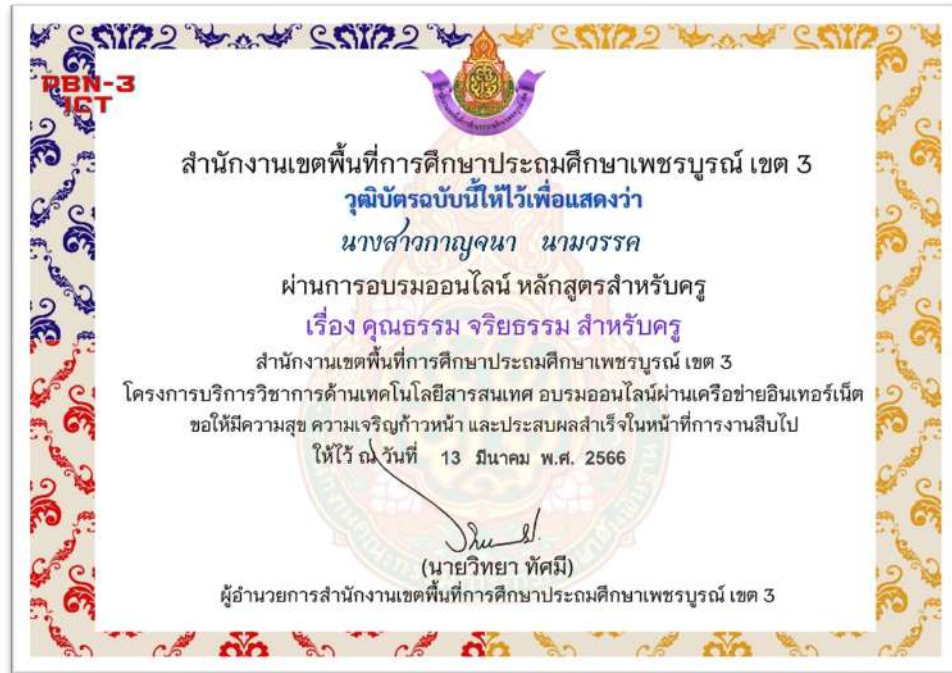 PBN-3
ICT
สำนักงานเขตพื้นที่การศึกษาประถมศึกษาเพชรบูรณ์ เขต 3
วุฒิบัตรฉบับนี้ให้ไว้เพื่อแสดงว่า
นางสาวกาญจนา นามวรรค
ผ่านการอบรมออนไลน์ หลักสูตรสำหรับครู
เรื่อง คุณธรรม จริยธรรม สำหรับครู
สำนักงานเขตพื้นที่การศึกษาประถมศึกษาเพชรบูรณ์ เขต 3
โครงการบริการวิชาการด้านเทคโนโลยีสารสนเทศ อบรมออนไลน์ผ่านเครือข่ายอินเทอร์เน็ต
ขอให้มีความสุข ความเจริญก้าวหน้า และประสบผลสำเร็จในหน้าที่การงานสืบไป
ให้ไว้ ณ วันที่ 13 มีนาคม พ.ศ. 2566
(นายวิทยา ทัศมี)
ผู้อำนวยการสำนักงานเขตพื้นที่การศึกษาประถมศึกษาเพชรบูรณ์ เขต 3